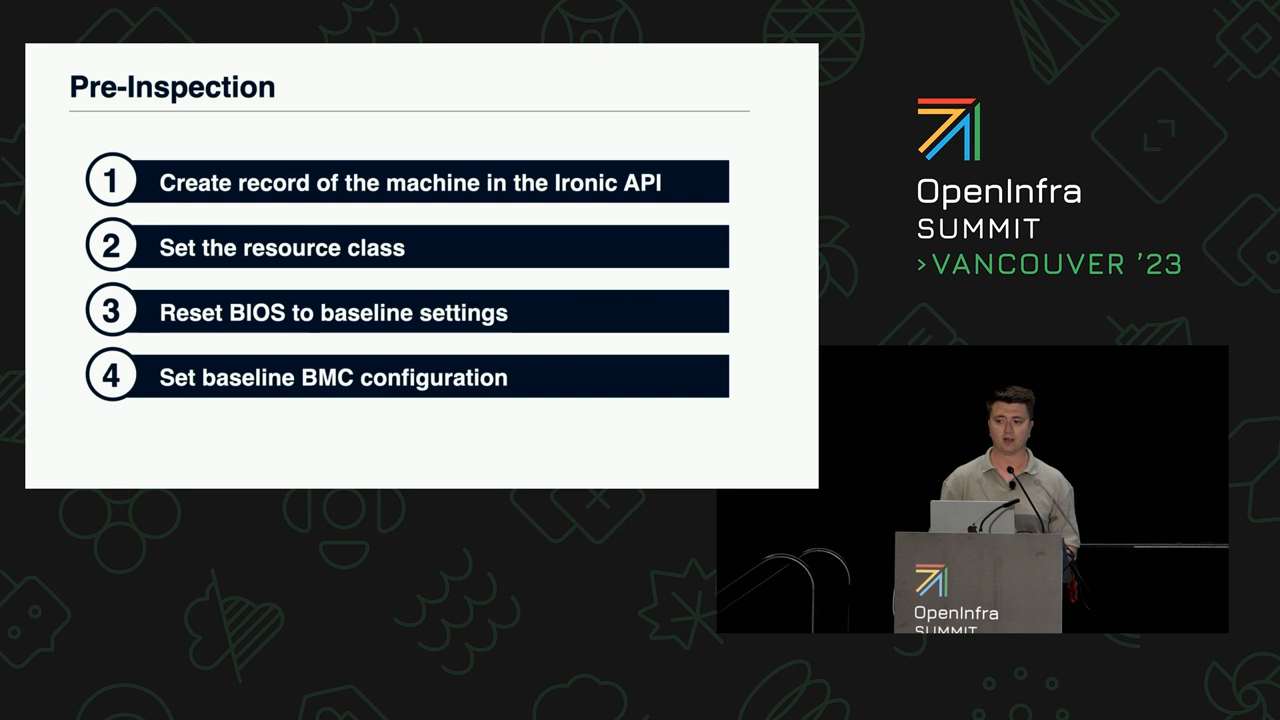 Pre-Inspection
1 Create record of the machine in the Ironic API
2 Set the resource class
3 Reset BIOS to baseline settings
4 Set baseline BMC configuration
OpenInfra
SUMMIT
>VANCOUVER '23
OpenInfra
SUMMIT